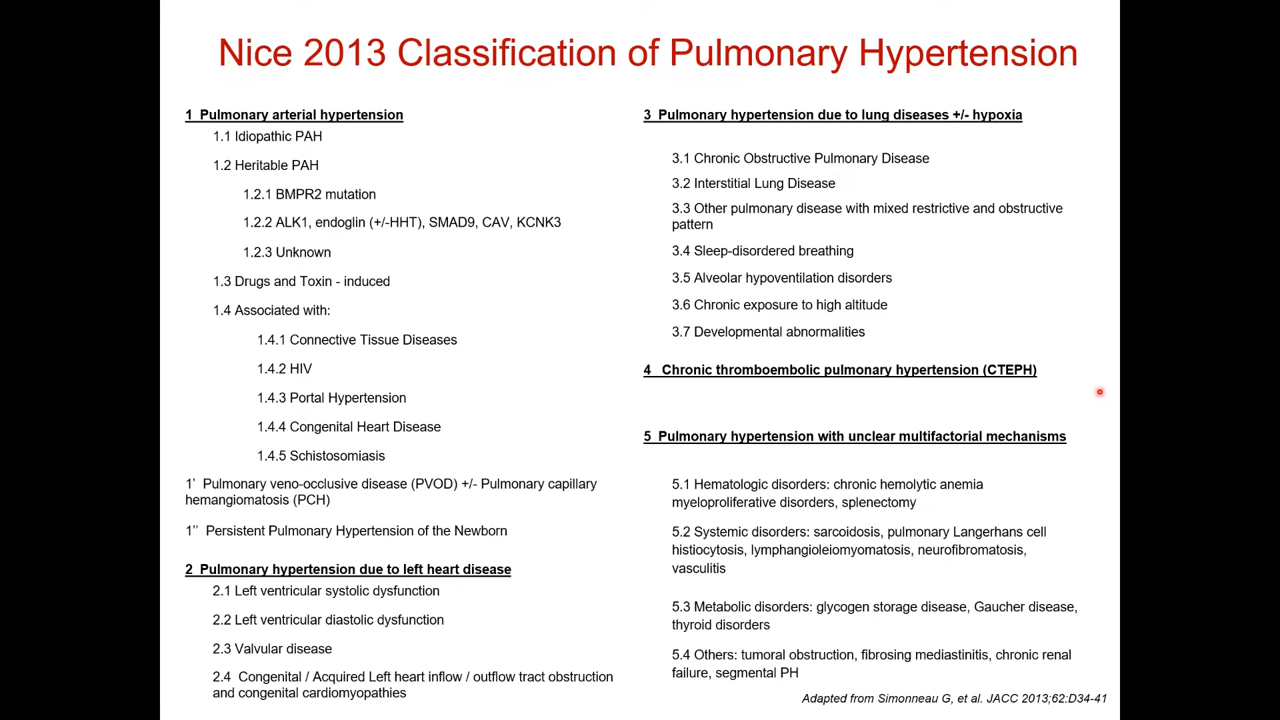 Nice 2013 Classification of Pulmonary Hypertension
1 Pulmonary arterial hypertension
1.1 Idiopathic PAH
1.2 Heritable PAH
1.2.1 BMPR2 mutation
1.2.2 ALK1, endoglin (+/-HHT), SMAD9, CAV, KCNK3
1.2.3 Unknown
1.3 Drugs and Toxin - induced
1.4 Associated with:
1.4.1 Connective Tissue Diseases
1.4.2 HIV
1.4.3 Portal Hypertension
1.4.4 Congenital Heart Disease
1.4.5 Schistosomiasis
1' Pulmonary veno-occlusive disease (PVOD) +/- Pulmonary capillary
hemangiomatosis (PCH)
1'' Persistent Pulmonary Hypertension of the Newborn
2 Pulmonary hypertension due to left heart disease
2.1 Left ventricular systolic dysfunction
2.2 Left ventricular diastolic dysfunction
2.3 Valvular disease
2.4 Congenital / Acquired Left heart inflow / outflow tract obstruction
and congenital cardiomyopathies
3 Pulmonary hypertension due to lung diseases +/- hypoxia
3.1 Chronic Obstructive Pulmonary Disease
3.2 Interstitial Lung Disease
3.3 Other pulmonary disease with mixed restrictive and obstructive
pattern
3.4 Sleep-disordered breathing
3.5 Alveolar hypoventilation disorders
3.6 Chronic exposure to high altitude
3.7 Developmental abnormalities
4 Chronic thromboembolic pulmonary hypertension (CTEPH)
5 Pulmonary hypertension with unclear multifactorial mechanisms
5.1 Hematologic disorders: chronic hemolytic anemia
myeloproliferative disorders, splenectomy
5.2 Systemic disorders: sarcoidosis, pulmonary Langerhans cell
histiocytosis, lymphangioleiomyomatosis, neurofibromatosis,
vasculitis
5.3 Metabolic disorders: glycogen storage disease, Gaucher disease,
thyroid disorders
5.4 Others: tumoral obstruction, fibrosing mediastinitis, chronic renal
failure, segmental PH
Adapted from Simonneau G, et al. JACC 2013;62:D34-41